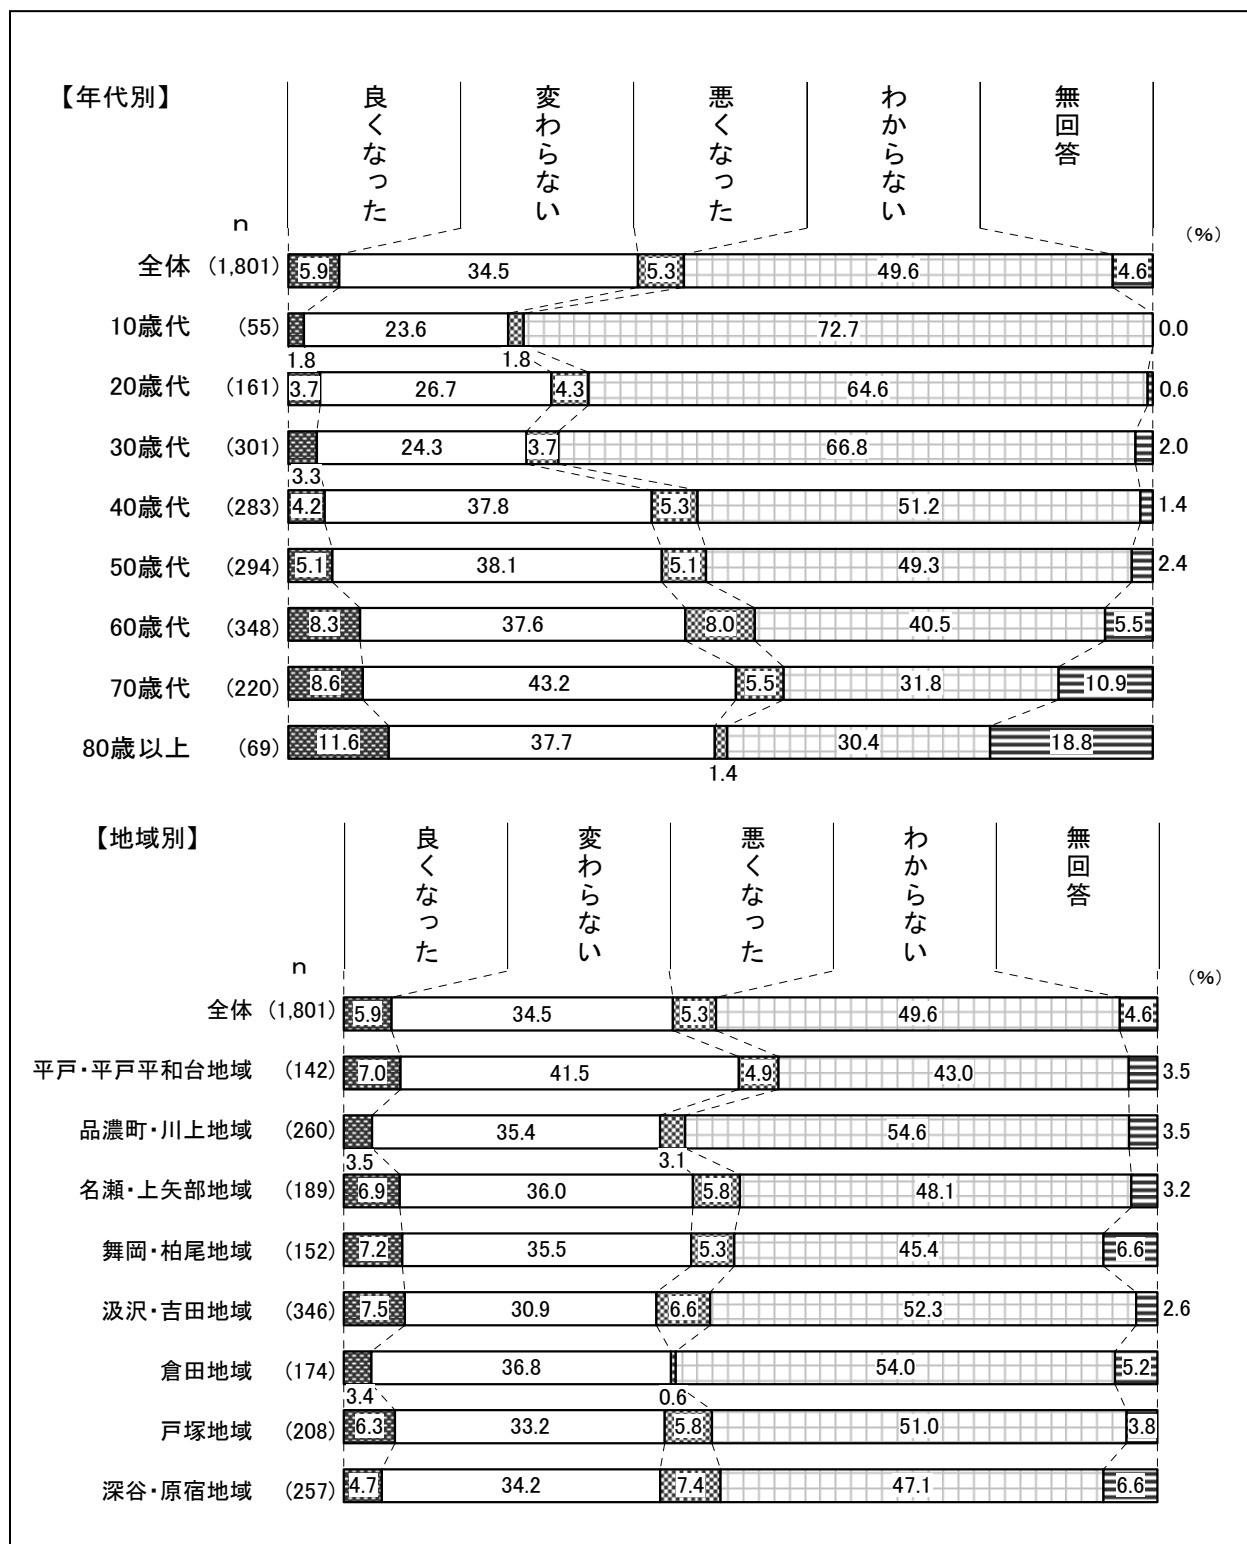 【年代別】
良くなった 変わらない 悪くなった わからない 無回答
n
(%)
全体 (1,801) 5.9 34.5 5.3 49.6 4.6
10歳代 (55) 1.8 23.6 1.8 72.7 0.0
20歳代 (161) 3.7 26.7 4.3 64.6 0.6
30歳代 (301) 3.3 24.3 3.7 66.8 2.0
40歳代 (283) 4.2 37.8 5.3 51.2 1.4
50歳代 (294) 5.1 38.1 5.1 49.3 2.4
60歳代 (348) 8.3 37.6 8.0 40.5 5.5
70歳代 (220) 8.6 43.2 5.5 31.8 10.9
80歳以上 (69) 11.6 37.7 1.4 30.4 18.8
【地域別】
良くなった 変わらない 悪くなった わからない 無回答
n
(%)
全体 (1,801) 5.9 34.5 5.3 49.6 4.6
平戸・平戸平和台地域 (142) 7.0 41.5 4.9 43.0 3.5
品濃町・川上地域 (260) 3.5 35.4 3.1 54.6 3.5
名瀬・上矢部地域 (189) 6.9 36.0 5.8 48.1 3.2
舞岡・柏尾地域 (152) 7.2 35.5 5.3 45.4 6.6
汲沢・吉田地域 (346) 7.5 30.9 6.6 52.3 2.6
倉田地域 (174) 3.4 36.8 0.6 54.0 5.2
戸塚地域 (208) 6.3 33.2 5.8 51.0 3.8
深谷・原宿地域 (257) 4.7 34.2 7.4 47.1 6.6